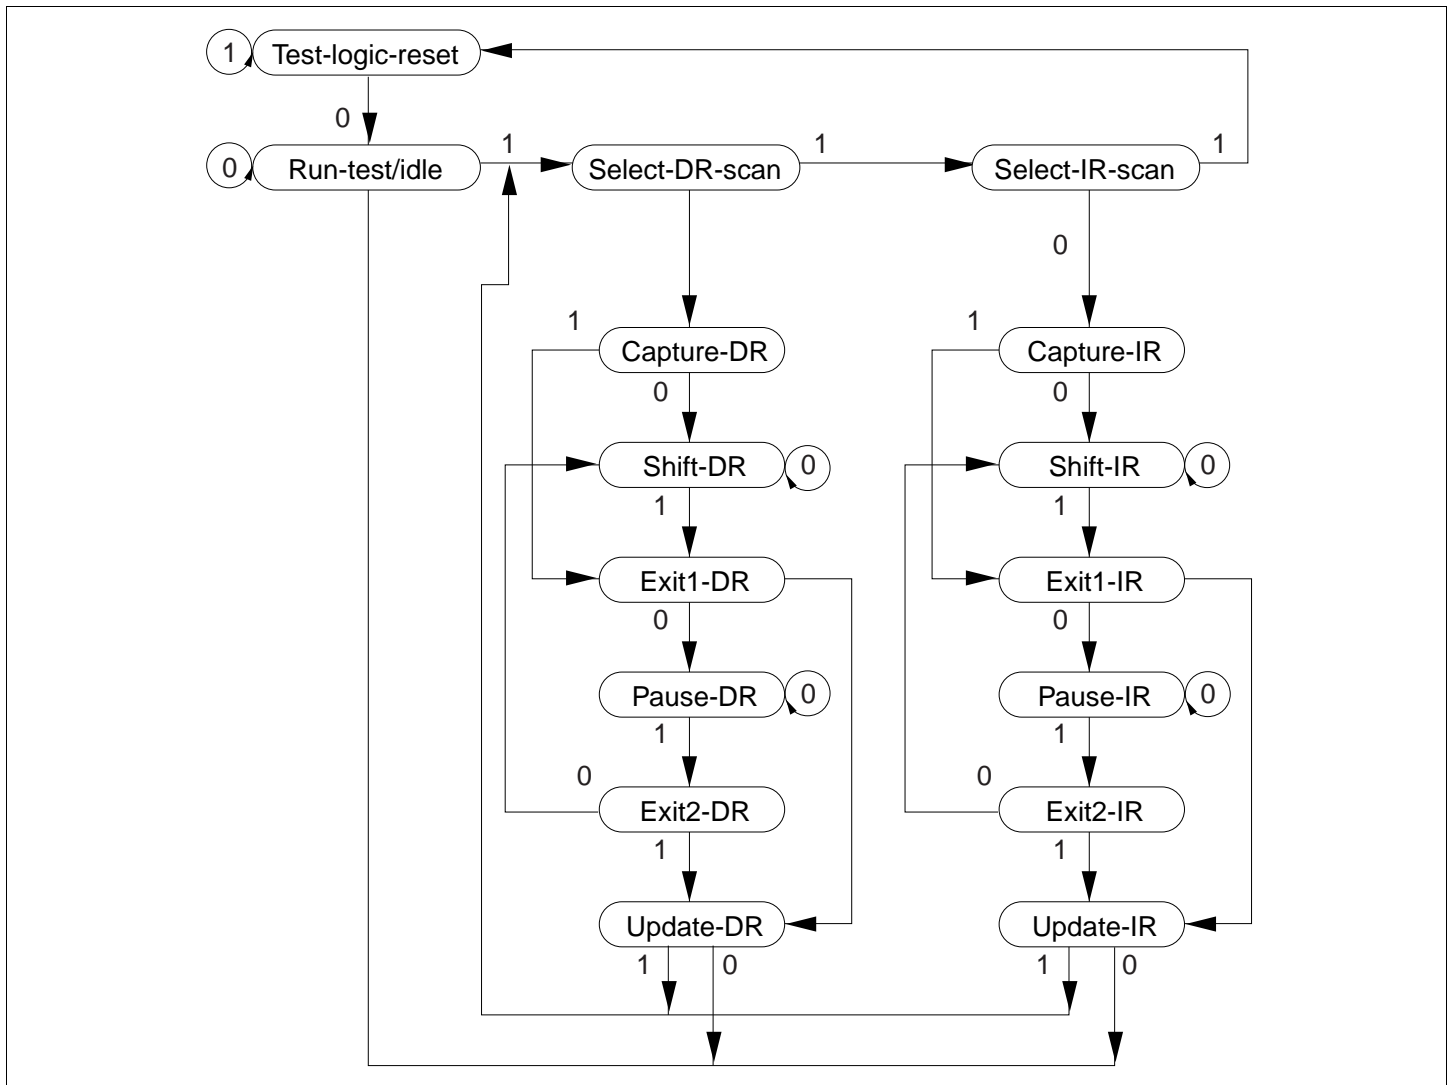 1 Test-logic-reset
0
0 Run-test/idle 1 Select-DR-scan 1 Select-IR-scan 1
0
1 Capture-DR 1 Capture-IR
0 0
Shift-DR 0 Shift-IR 0
1 1
Exit1-DR Exit1-IR
0 0
Pause-DR 0 Pause-IR 0
1 1
0 0
Exit2-DR Exit2-IR
1 1
Update-DR Update-IR
1 0 1 0